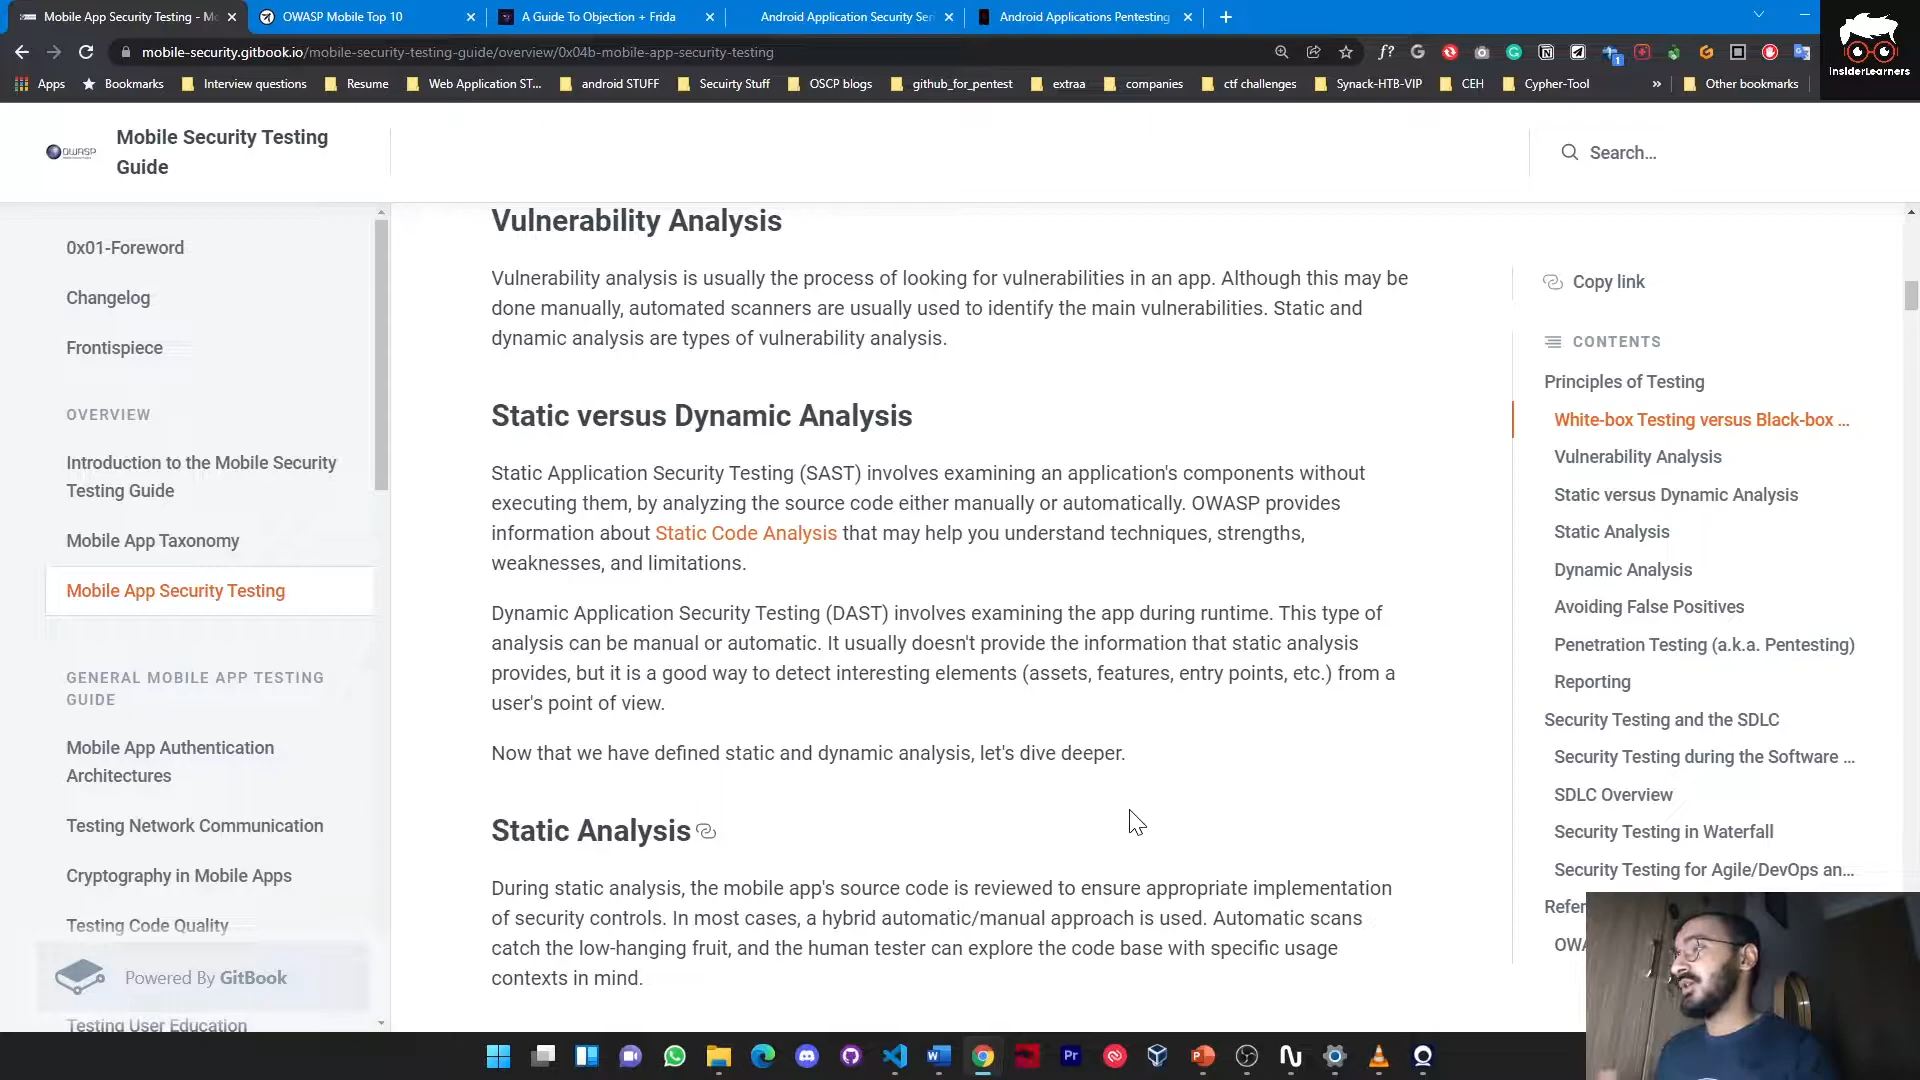 Mobile App Security Testing - Mo
OWASP Mobile Top 10
A Guide To Objection + Frida
Android Application Security Seri
Android Applications Pentesting
mobile-security.gitbook.io/mobile-security-testing-guide/overview/0x04b-mobile-app-security-testing
InsiderLearners
Apps
Bookmarks
Interview questions
Resume
Web Application ST...
android STUFF
Secuirty Stuff
OSCP blogs
github_for_pentest
extraa
companies
ctf challenges
Synack-HTB-VIP
CEH
Cypher-Tool
Other bookmarks
OWASP
Mobile Security Testing
Guide
Search...
0x01-Foreword
Changelog
Frontispiece
OVERVIEW
Introduction to the Mobile Security
Testing Guide
Mobile App Taxonomy
Mobile App Security Testing
GENERAL MOBILE APP TESTING
GUIDE
Mobile App Authentication
Architectures
Testing Network Communication
Cryptography in Mobile Apps
Testing Code Quality
Powered By GitBook
Testing User Education
Vulnerability Analysis
Vulnerability analysis is usually the process of looking for vulnerabilities in an app. Although this may be
done manually, automated scanners are usually used to identify the main vulnerabilities. Static and
dynamic analysis are types of vulnerability analysis.
Static versus Dynamic Analysis
Static Application Security Testing (SAST) involves examining an application's components without
executing them, by analyzing the source code either manually or automatically. OWASP provides
information about Static Code Analysis that may help you understand techniques, strengths,
weaknesses, and limitations.
Dynamic Application Security Testing (DAST) involves examining the app during runtime. This type of
analysis can be manual or automatic. It usually doesn't provide the information that static analysis
provides, but it is a good way to detect interesting elements (assets, features, entry points, etc.) from a
user's point of view.
Now that we have defined static and dynamic analysis, let's dive deeper.
Static Analysis
During static analysis, the mobile app's source code is reviewed to ensure appropriate implementation
of security controls. In most cases, a hybrid automatic/manual approach is used. Automatic scans
catch the low-hanging fruit, and the human tester can explore the code base with specific usage
contexts in mind.
Copy link
CONTENTS
Principles of Testing
White-box Testing versus Black-box ...
Vulnerability Analysis
Static versus Dynamic Analysis
Static Analysis
Dynamic Analysis
Avoiding False Positives
Penetration Testing (a.k.a. Pentesting)
Reporting
Security Testing and the SDLC
Security Testing during the Software ...
SDLC Overview
Security Testing in Waterfall
Security Testing for Agile/DevOps an...
Refer
OWA